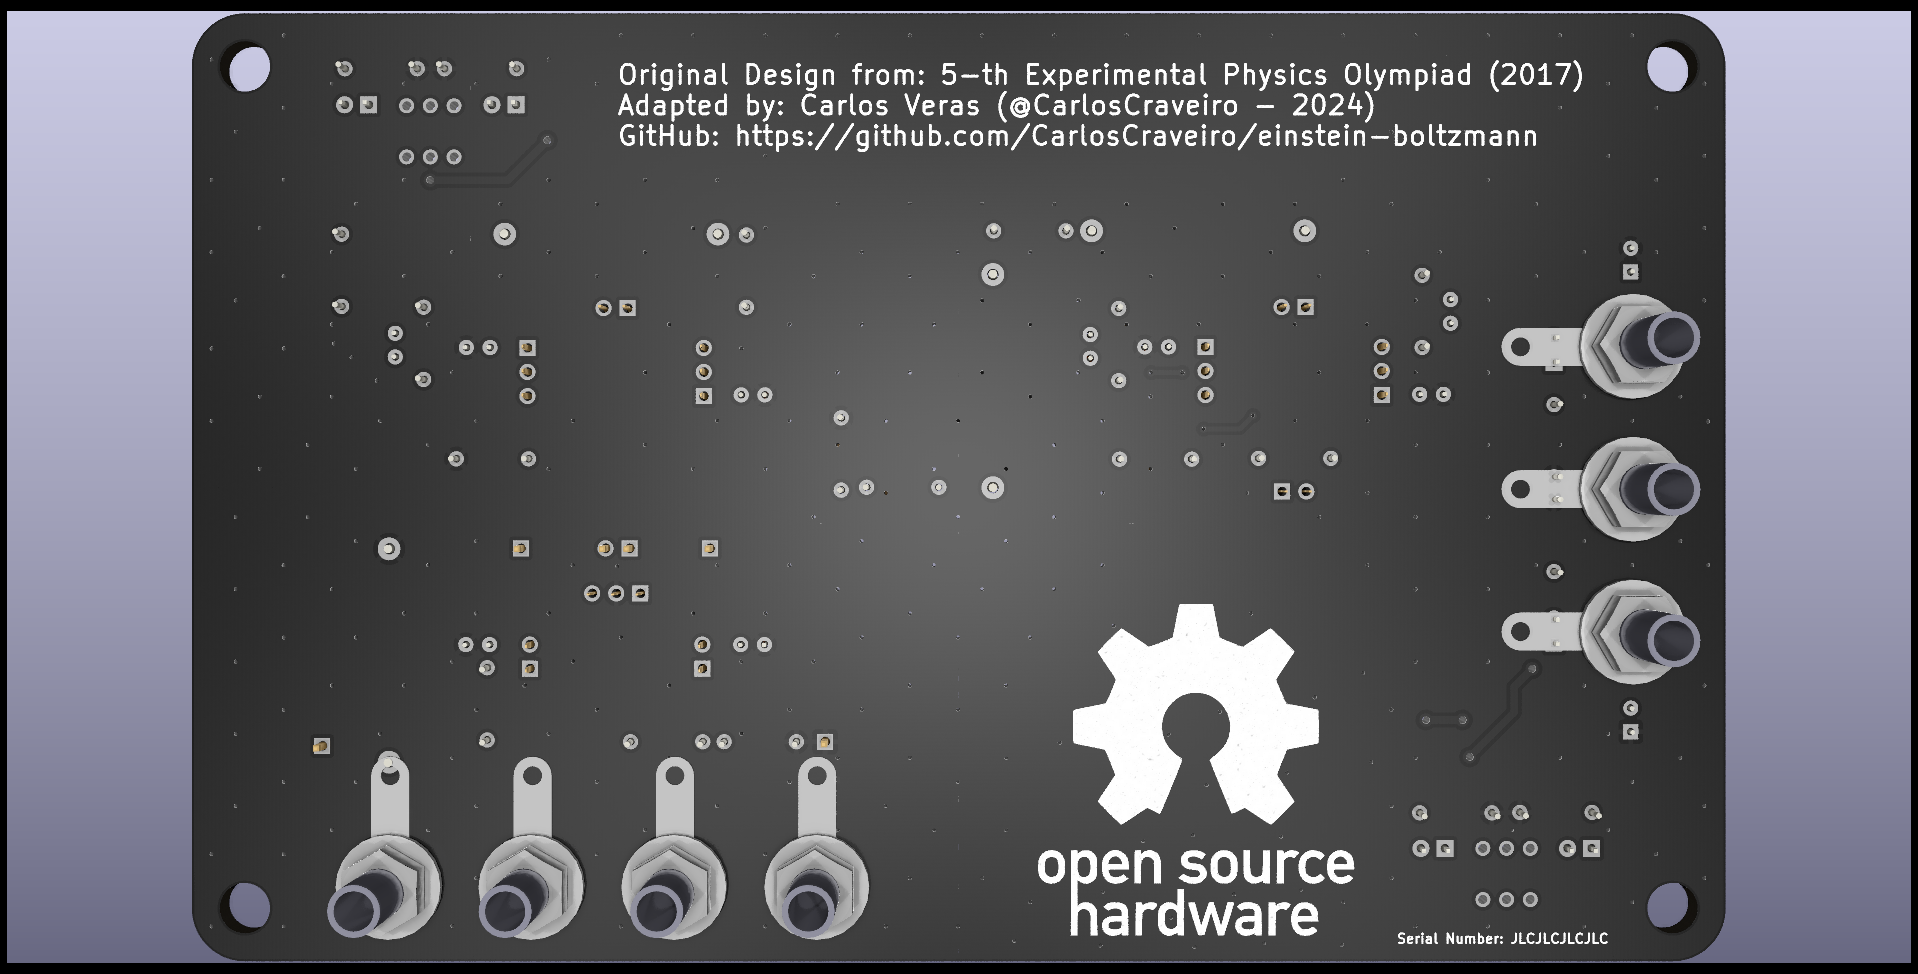 Original Design from: 5-th Experimental Physics Olympiad (2017)
Adapted by: Carlos Veras (@CarlosCraveiro - 2024)
GitHub: https://github.com/CarlosCraveiro/einstein-boltzmann
open source
hardware
Serial Number: JLCJLCJLCJLC